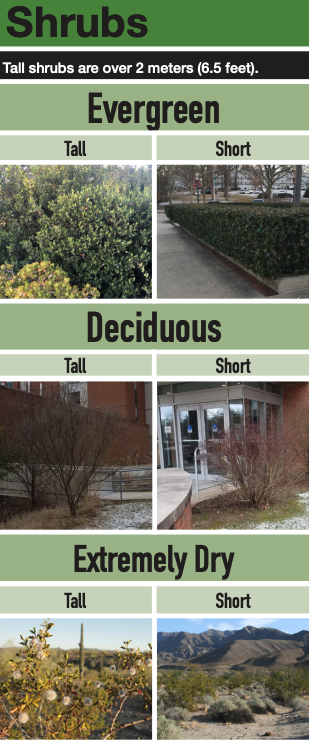 Shrubs
Tall shrubs are over 2 meters (6.5 feet).
Evergreen
Tall
Short
Deciduous
Tall
Short
Extremely Dry
Tall
Short